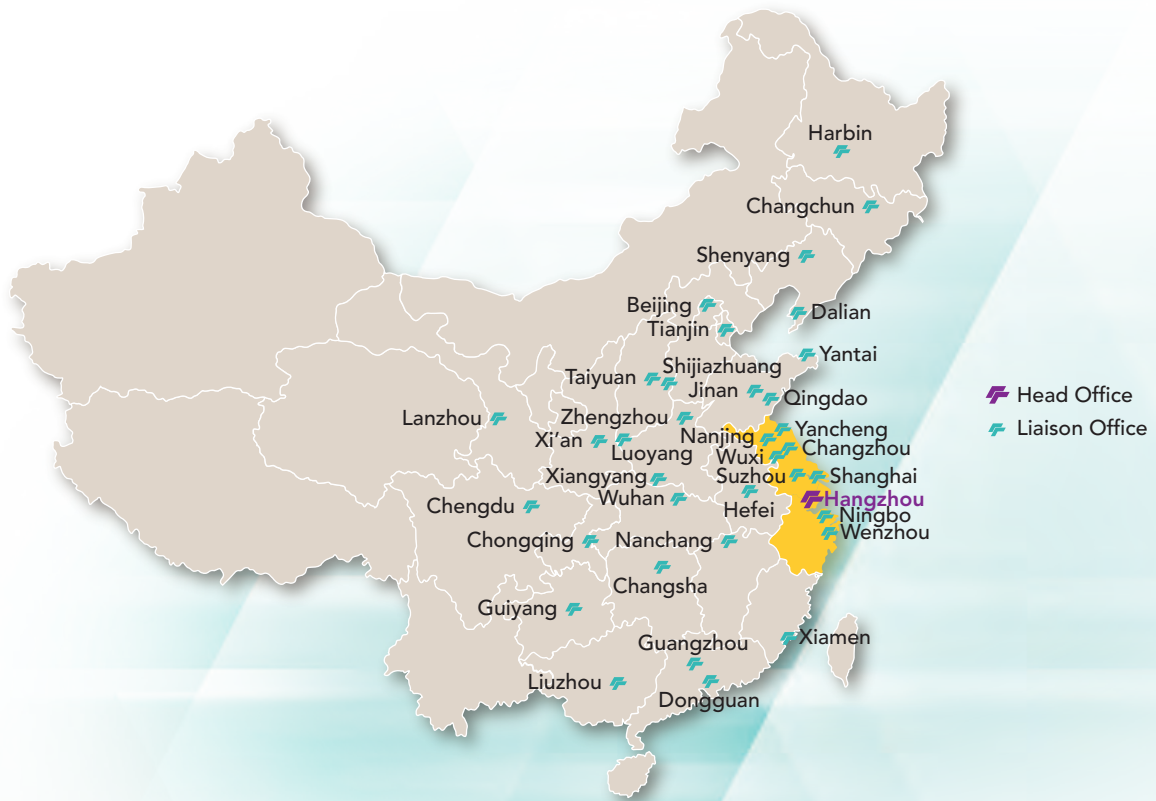 Harbin
Changchun
Shenyang
Beijing
Dalian
Tianjin
Yantai
Shijiazhuang
Taiyuan
Jinan
Qingdao
Head Office
Lanzhou
Zhengzhou
Yancheng
Liaison Office
Xi’an
Nanjing
Changzhou
Luoyang
Wuxi
Xiangyang
Suzhou
Shanghai
Wuhan
Hangzhou
Chengdu
Hefei
Ningbo
Wenzhou
Chongqing
Nanchang
Changsha
Guiyang
Xiamen
Guangzhou
Liuzhou
Dongguan